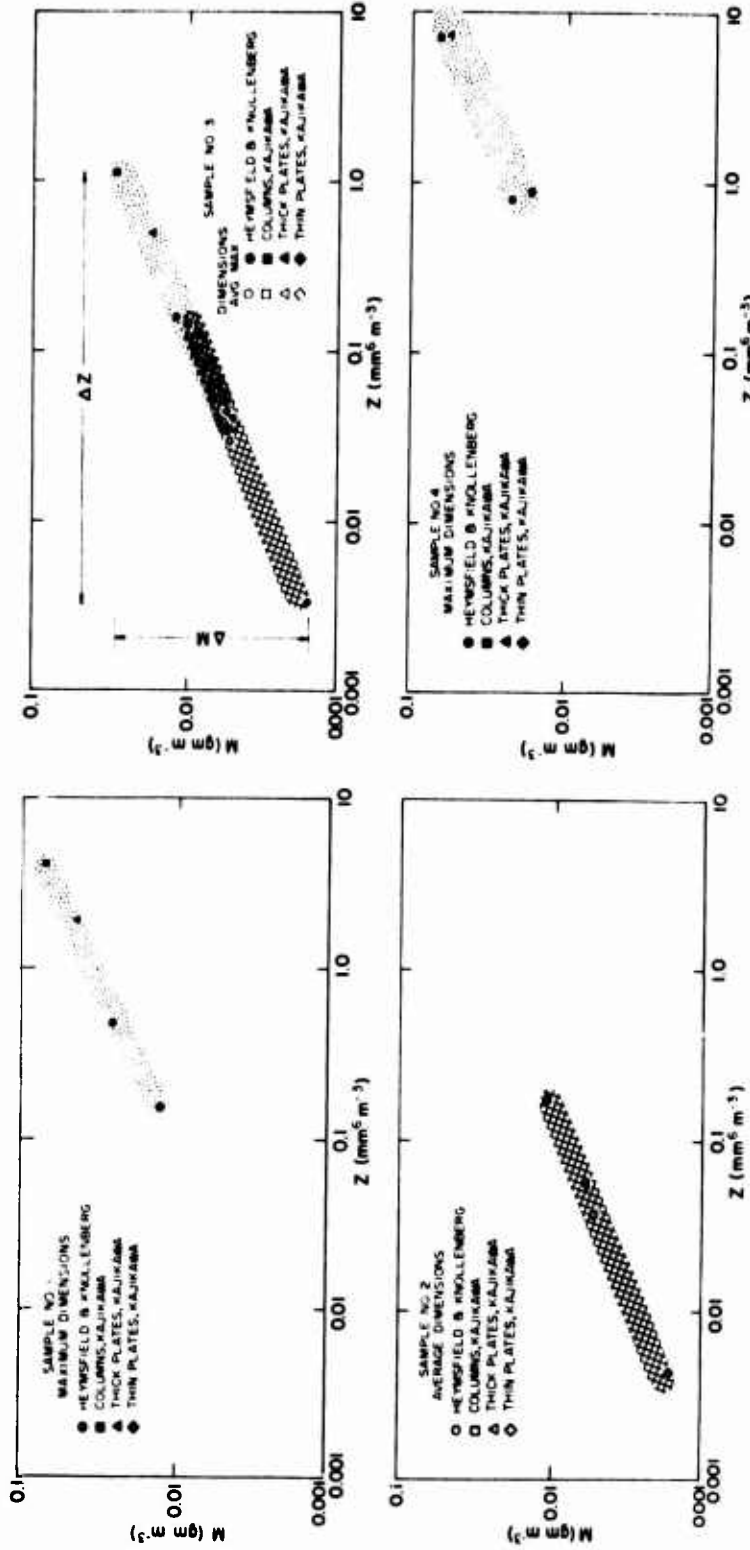 SAMPLE NO
MAXIMUM DIMENSIONS
● HEYMSFIELD & KNOLLENBERG
■ COLUMNS, KAJIKAWA
▲ THICK PLATES, KAJIKAWA
◆ THIN PLATES, KAJIKAWA
M (gm m⁻³)
0.1
0.01
0.001
0.001
0.01
0.1
1.0
10
Z (mm⁶ m⁻³)
ΔZ
ΔM
DIMENSIONS SAMPLE NO 3
AVG. MAX
○ ● HEYMSFIELD & KNOLLENBERG
□ ■ COLUMNS, KAJIKAWA
△ ▲ THICK PLATES, KAJIKAWA
◇ ◆ THIN PLATES, KAJIKAWA
M (gm m⁻³)
0.1
0.01
0.001
0.001
0.01
0.1
1.0
10
Z (mm⁶ m⁻³)
SAMPLE NO 2
AVERAGE DIMENSIONS
○ HEYMSFIELD & KNOLLENBERG
□ COLUMNS, KAJIKAWA
△ THICK PLATES, KAJIKAWA
◇ THIN PLATES, KAJIKAWA
M (gm m⁻³)
0.1
0.01
0.001
0.001
0.01
0.1
1.0
10
Z (mm⁶ m⁻³)
SAMPLE NO 4
MAXIMUM DIMENSIONS
● HEYMSFIELD & KNOLLENBERG
■ COLUMNS, KAJIKAWA
▲ THICK PLATES, KAJIKAWA
◆ THIN PLATES, KAJIKAWA
M (gm m⁻³)
0.1
0.01
0.001
0.001
0.01
0.1
1.0
10
Z (mm⁶ m⁻³)